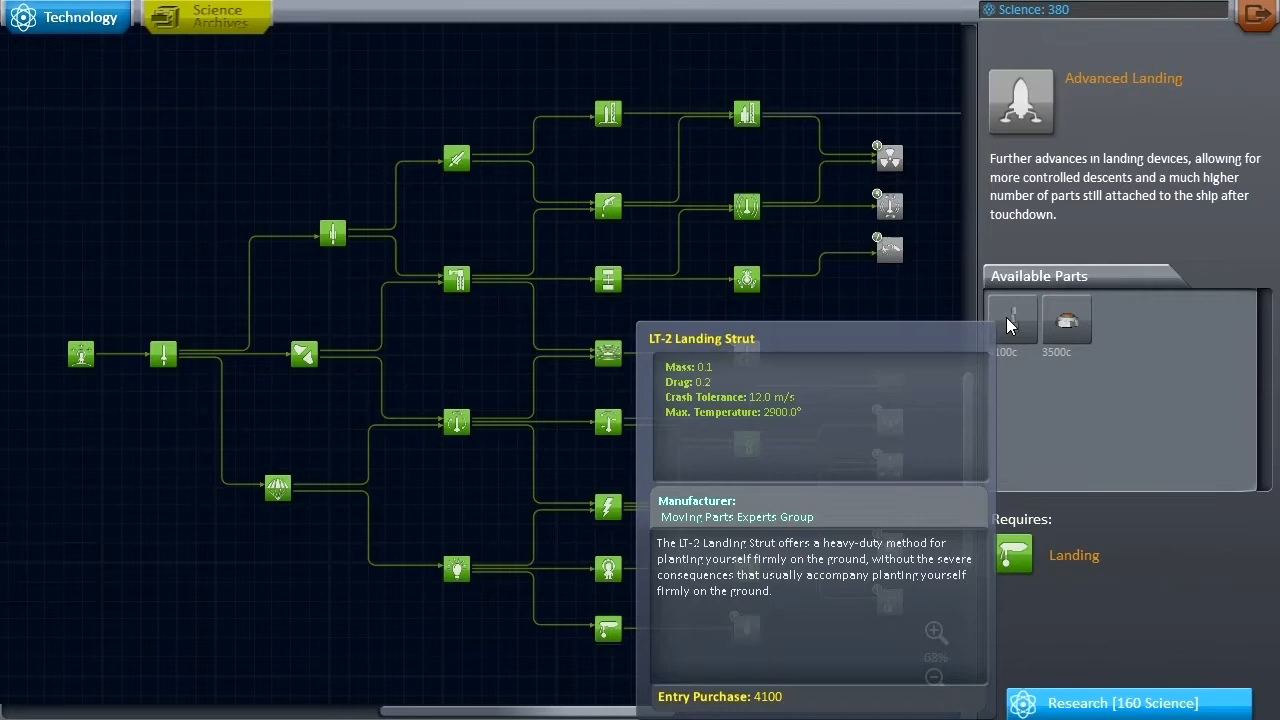 Technology
Science
Archives
Science: 380
Advanced Landing
Further advances in landing devices, allowing for
more controlled descents and a much higher
number of parts still attached to the ship after
touchdown.
Available Parts
100c
3500c
LT-2 Landing Strut
Mass: 0.1
Drag: 0.2
Crash Tolerance: 12.0 m/s
Max. Temperature: 2900.0°
Manufacturer:
Moving Parts Experts Group
The LT-2 Landing Strut offers a heavy-duty method for
planting yourself firmly on the ground, without the severe
consequences that usually accompany planting yourself
firmly on the ground.
Entry Purchase: 4100
Requires:
Landing
68%
Research [160 Science]